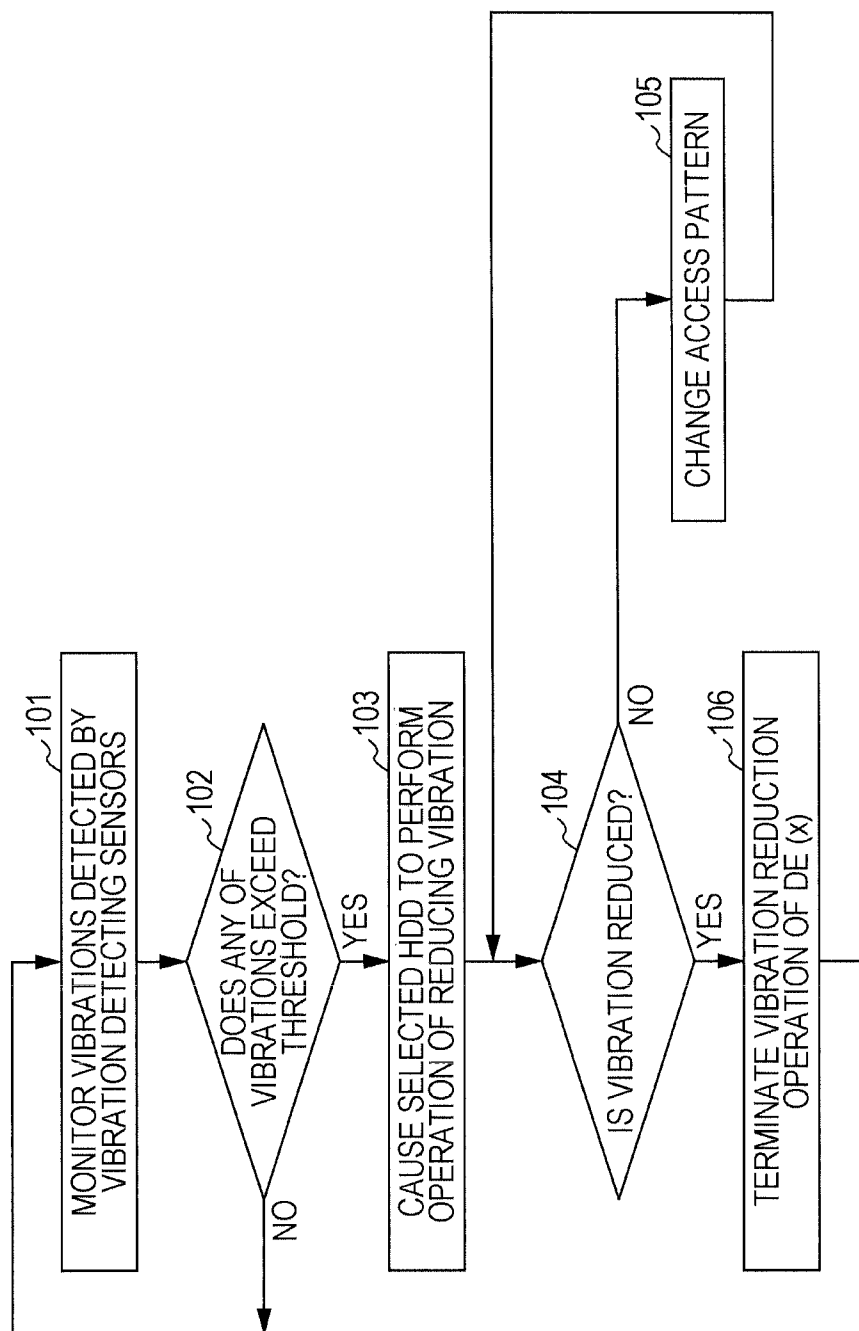 101
MONITOR VIBRATIONS DETECTED BY
VIBRATION DETECTING SENSORS
102
DOES ANY OF
VIBRATIONS EXCEED
THRESHOLD?
NO
YES
103
CAUSE SELECTED HDD TO PERFORM
OPERATION OF REDUCING VIBRATION
104
IS VIBRATION REDUCED?
NO
YES
105
CHANGE ACCESS PATTERN
106
TERMINATE VIBRATION REDUCTION
OPERATION OF DE (x)